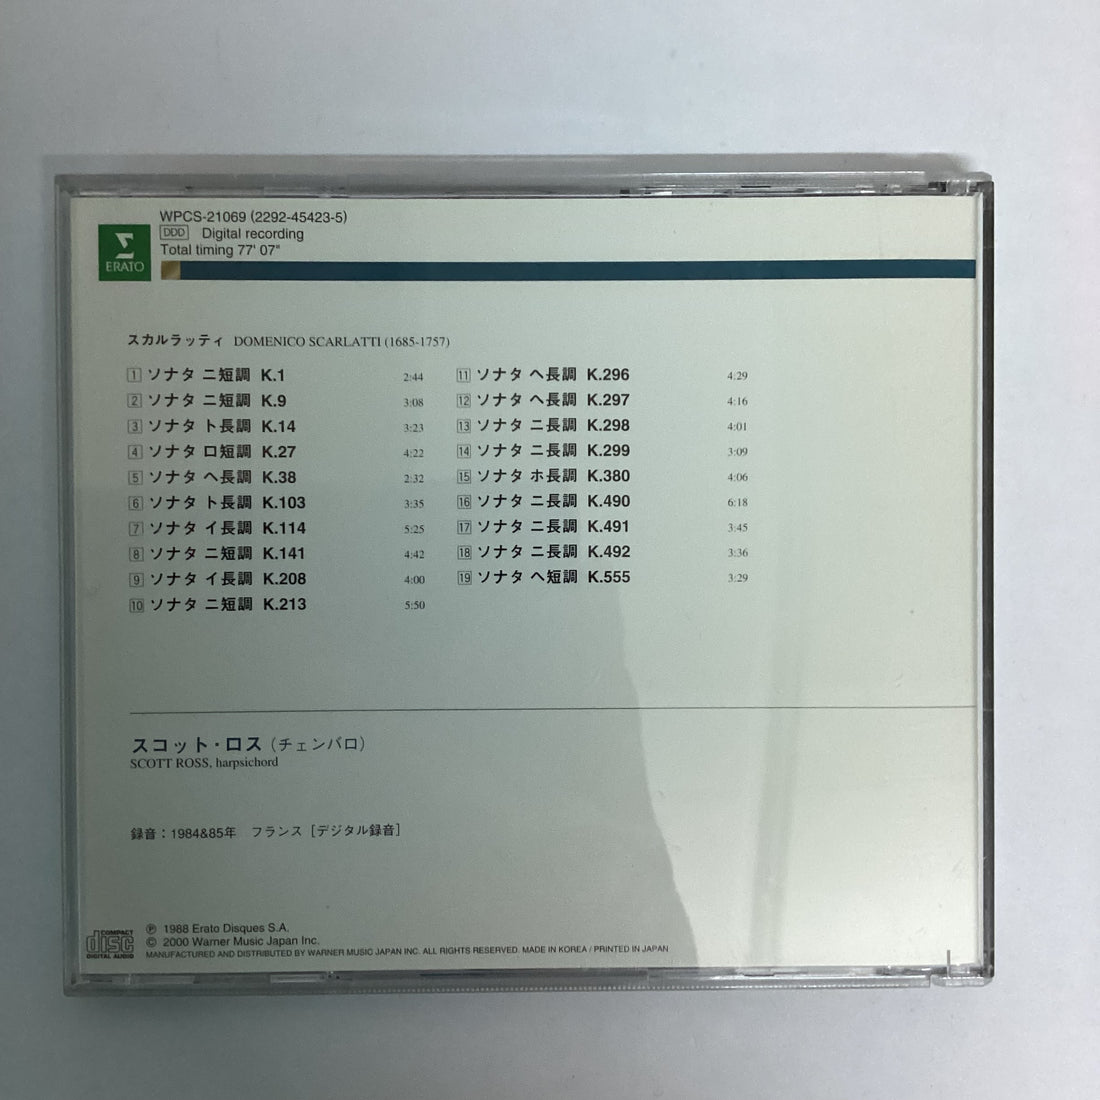 WPCS-21069 (2292-45423-5)
DDD Digital recording
Total timing 77' 07"
Σ
ERATO
スカルラッティ DOMENICO SCARLATTI (1685-1757)
1 ソナタ ニ短調 K.1 2:44
2 ソナタ ニ短調 K.9 3:08
3 ソナタ ト長調 K.14 3:23
4 ソナタ ロ短調 K.27 4:22
5 ソナタ ヘ長調 K.38 2:32
6 ソナタ ト長調 K.103 3:35
7 ソナタ イ長調 K.114 5:25
8 ソナタ ニ短調 K.141 4:42
9 ソナタ イ長調 K.208 4:00
10 ソナタ ニ短調 K.213 5:50
11 ソナタ ヘ長調 K.296 4:29
12 ソナタ ヘ長調 K.297 4:16
13 ソナタ ニ長調 K.298 4:01
14 ソナタ ニ長調 K.299 3:09
15 ソナタ ホ長調 K.380 4:06
16 ソナタ ニ長調 K.490 6:18
17 ソナタ ニ長調 K.491 3:45
18 ソナタ ニ長調 K.492 3:36
19 ソナタ ヘ短調 K.555 3:29
スコット・ロス（チェンバロ）
SCOTT ROSS, harpsichord
録音：1984&85年 フランス［デジタル録音］
COMPACT
disc
DIGITAL AUDIO
℗ 1988 Erato Disques S.A.
© 2000 Warner Music Japan Inc.
MANUFACTURED AND DISTRIBUTED BY WARNER MUSIC JAPAN INC. ALL RIGHTS RESERVED. MADE IN KOREA / PRINTED IN JAPAN